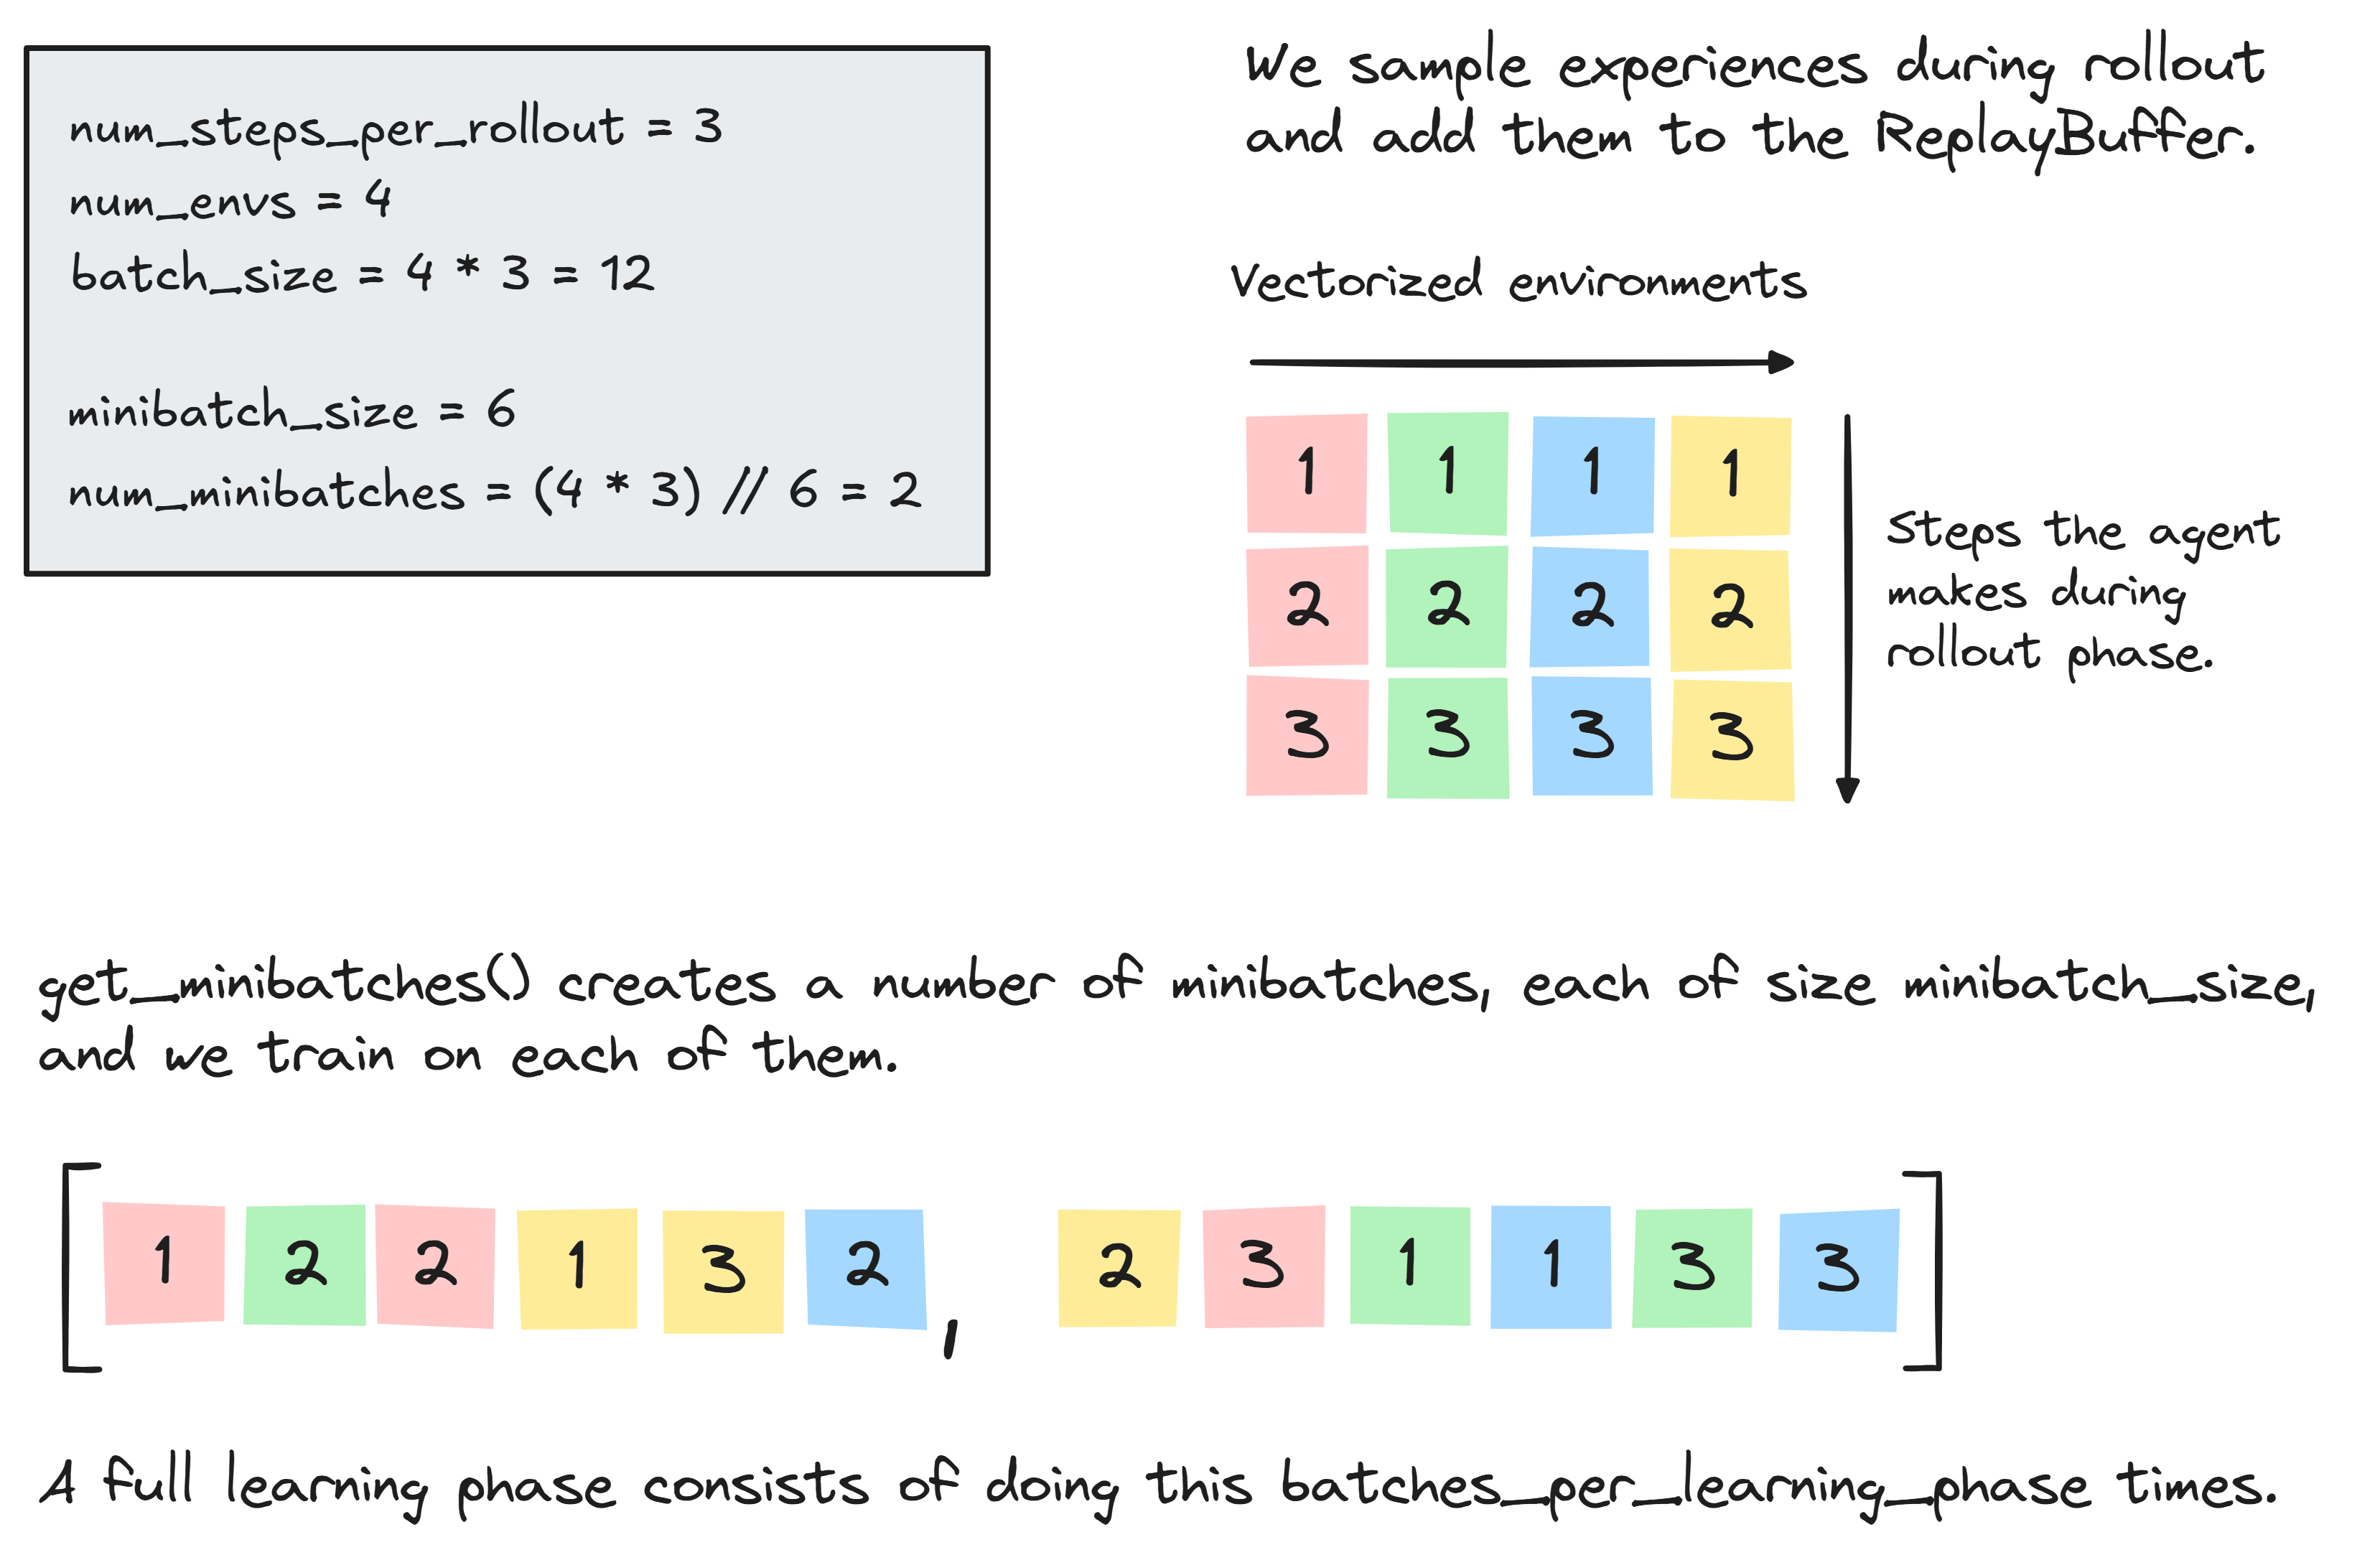 num_steps_per_rollout = 3
num_envs = 4
batch_size = 4 * 3 = 12
minibatch_size = 6
num_minibatches = (4 * 3) // 6 = 2
We sample experiences during rollout
and add them to the ReplayBuffer.
Vectorized environments
1 1 1 1
2 2 2 2
3 3 3 3
Steps the agent
makes during
rollout phase.
get_minibatches() creates a number of minibatches, each of size minibatch_size,
and we train on each of them.
[ 1 2 2 1 3 2 , 2 3 1 1 3 3 ]
A full learning phase consists of doing this batches_per_learning_phase times.